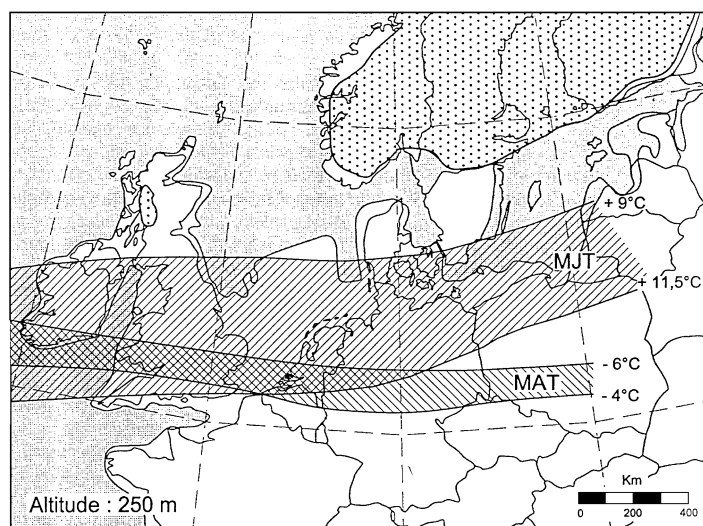 + 9°C
MJT
+ 11,5°C
- 6°C
MAT
- 4°C
Km
0 200 400
Altitude : 250 m